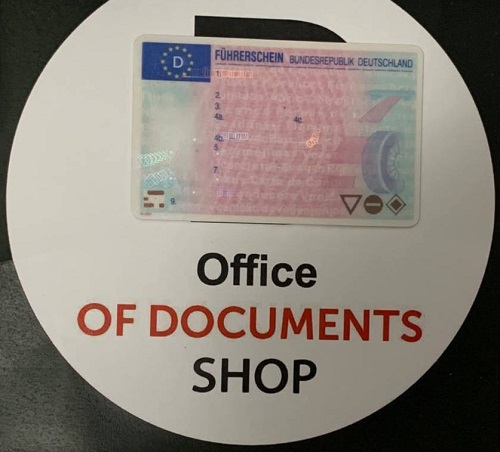 D
FÜHRERSCHEIN BUNDESREPUBLIK DEUTSCHLAND
1.
2.
3.
4a. 4c.
4b.
5.
7.
9.
Office
OF DOCUMENTS
SHOP